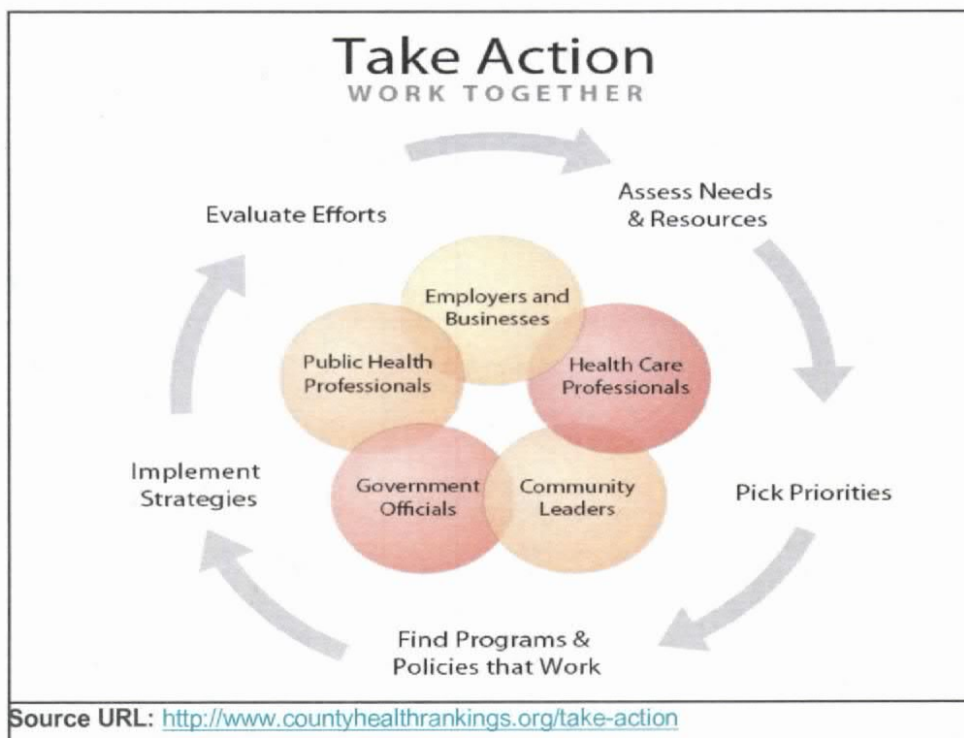 Take Action
WORK TOGETHER
Assess Needs
& Resources
Pick Priorities
Find Programs &
Policies that Work
Implement
Strategies
Evaluate Efforts
Employers and
Businesses
Health Care
Professionals
Community
Leaders
Government
Officials
Public Health
Professionals
Source URL: http://www.countyhealthrankings.org/take-action